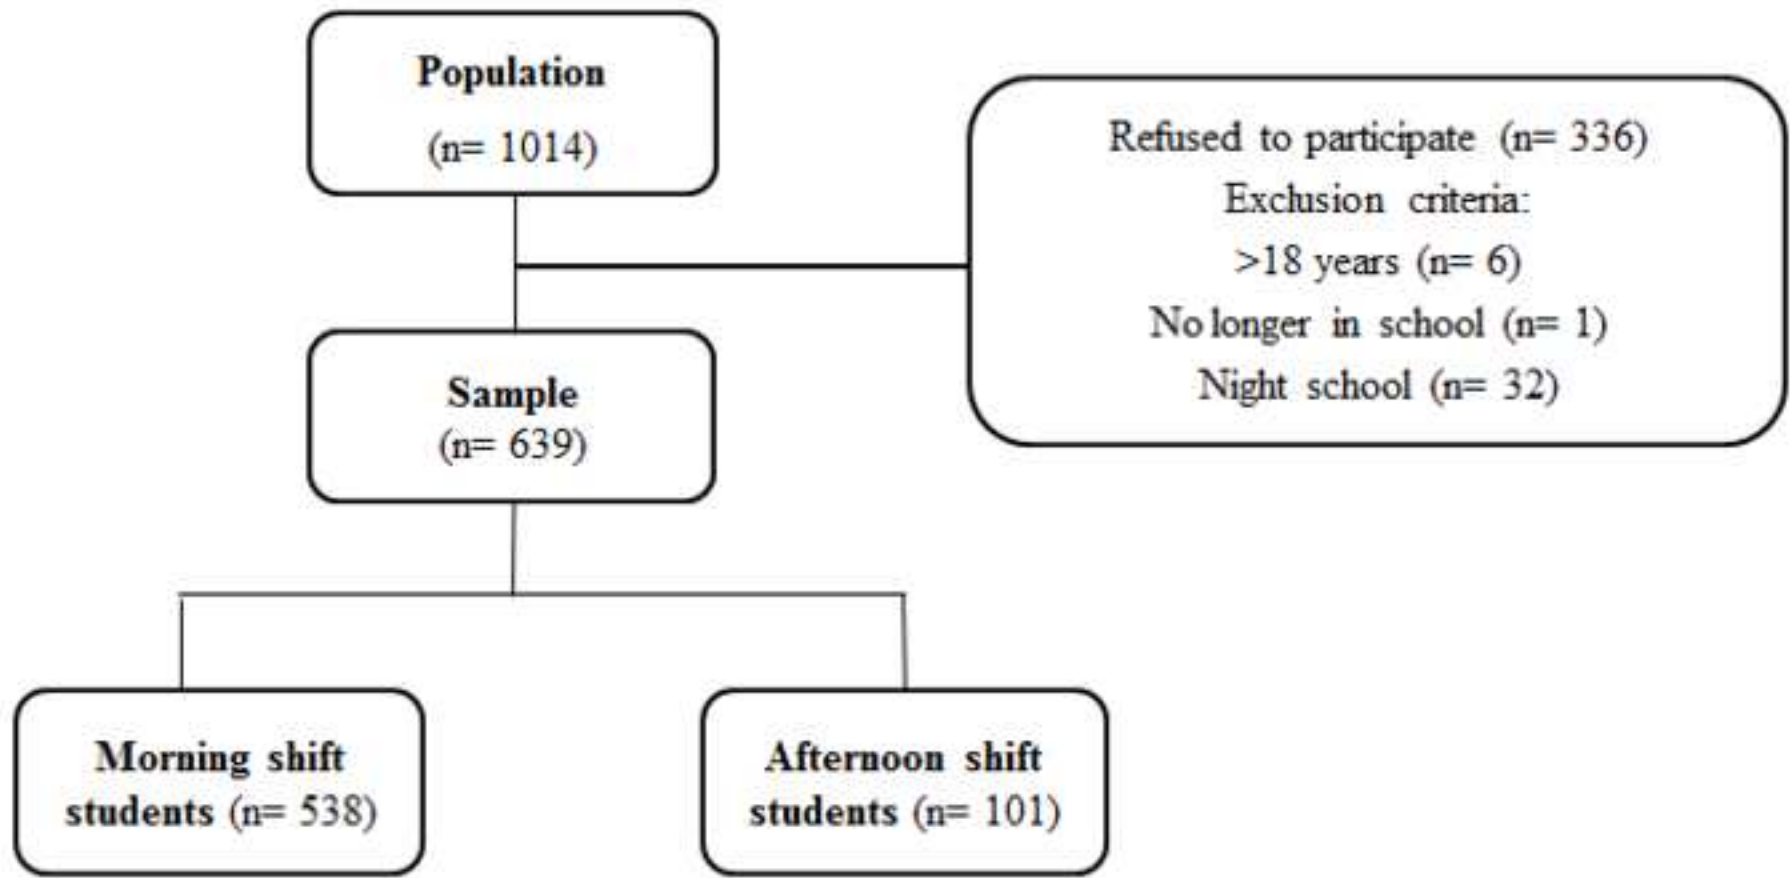 Population
(n= 1014)
Refused to participate (n= 336)
Exclusion criteria:
>18 years (n= 6)
No longer in school (n= 1)
Night school (n= 32)
Sample
(n= 639)
Morning shift
students (n= 538)
Afternoon shift
students (n= 101)